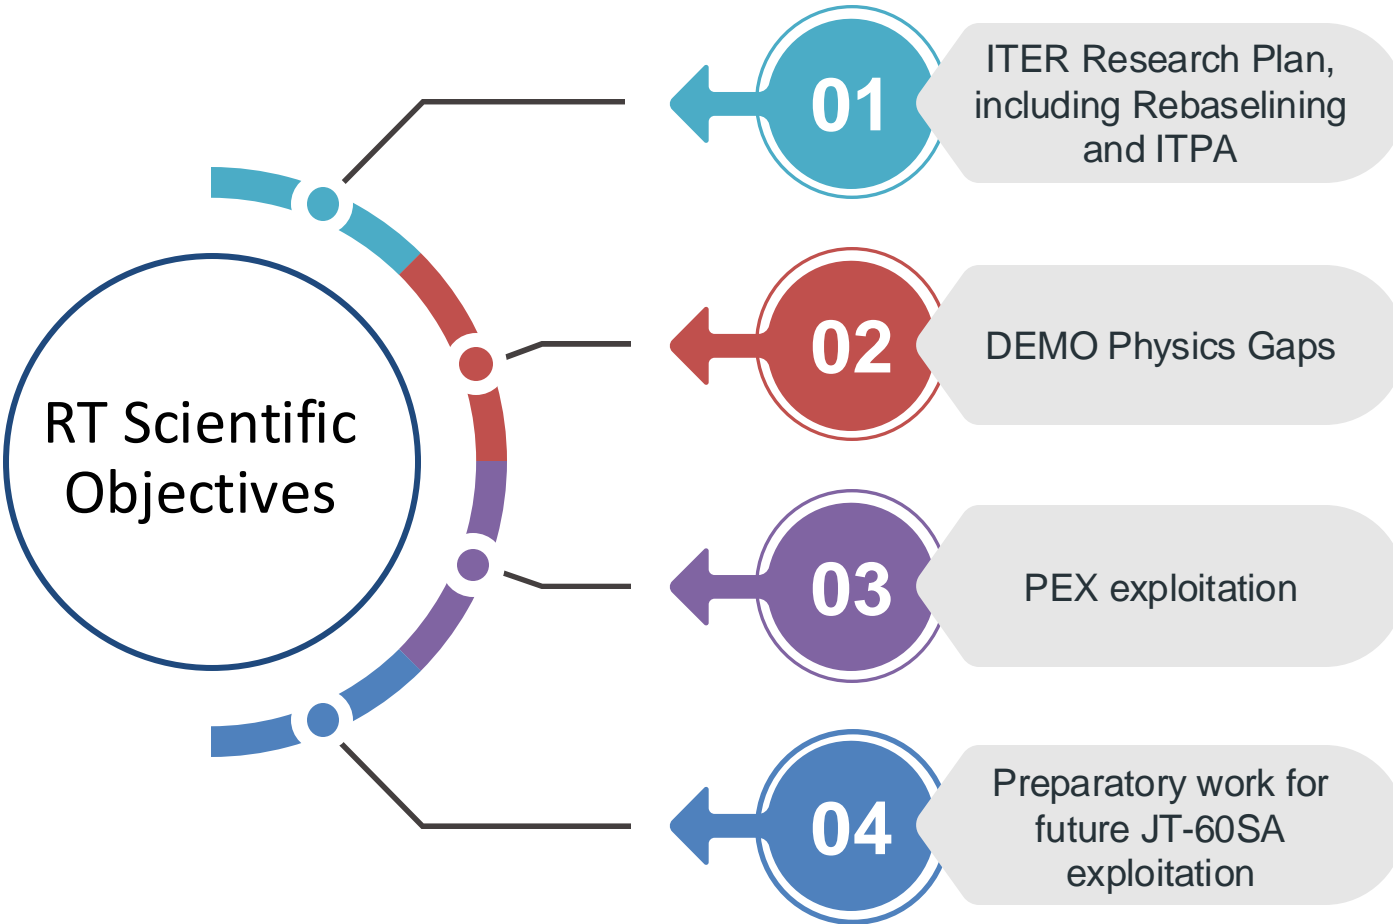 RT Scientific
Objectives
01
ITER Research Plan,
including Rebaselining
and ITPA
02
DEMO Physics Gaps
03
PEX exploitation
04
Preparatory work for
future JT-60SA
exploitation